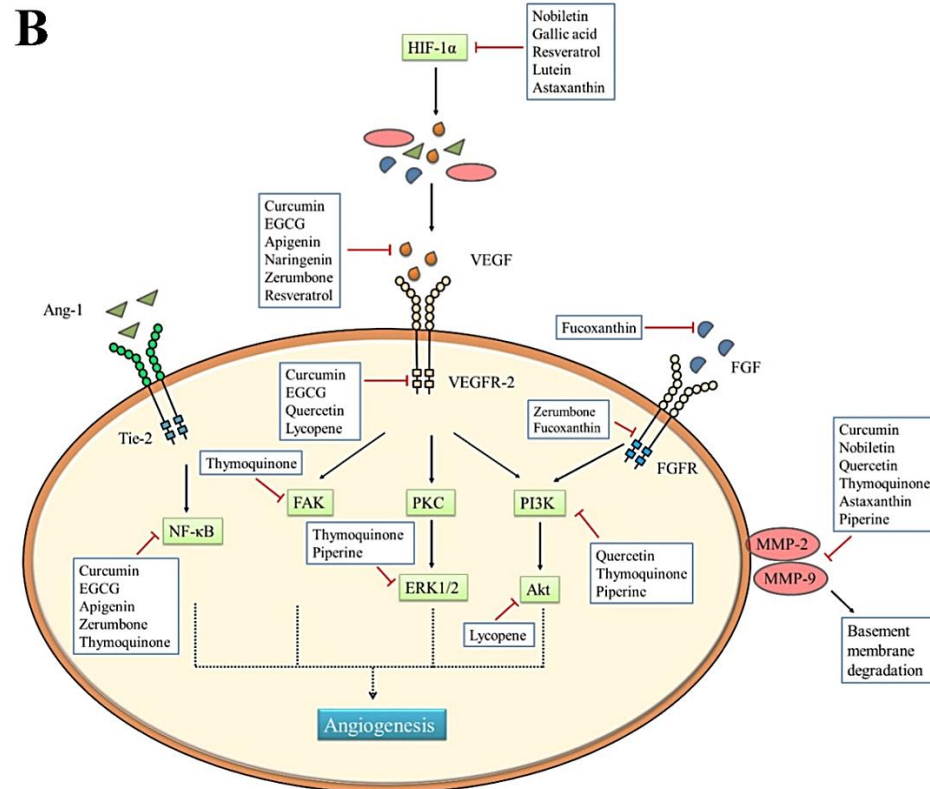 B
HIF-1α
Nobiletin
Gallic acid
Resveratrol
Lutein
Astaxanthin
Curcumin
EGCG
Apigenin
Naringenin
Zerumbone
Resveratrol
VEGF
Ang-1
Fucoxanthin
FGF
Curcumin
EGCG
Quercetin
Lycopene
VEGFR-2
Zerumbone
Fucoxanthin
FGFR
Tie-2
Curcumin
Nobiletin
Quercetin
Thymoquinone
Astaxanthin
Piperine
Thymoquinone
FAK
PKC
PI3K
NF-κB
MMP-2
MMP-9
Thymoquinone
Piperine
Quercetin
Thymoquinone
Piperine
Curcumin
EGCG
Apigenin
Zerumbone
Thymoquinone
ERK1/2
Akt
Lycopene
Basement
membrane
degradation
Angiogenesis